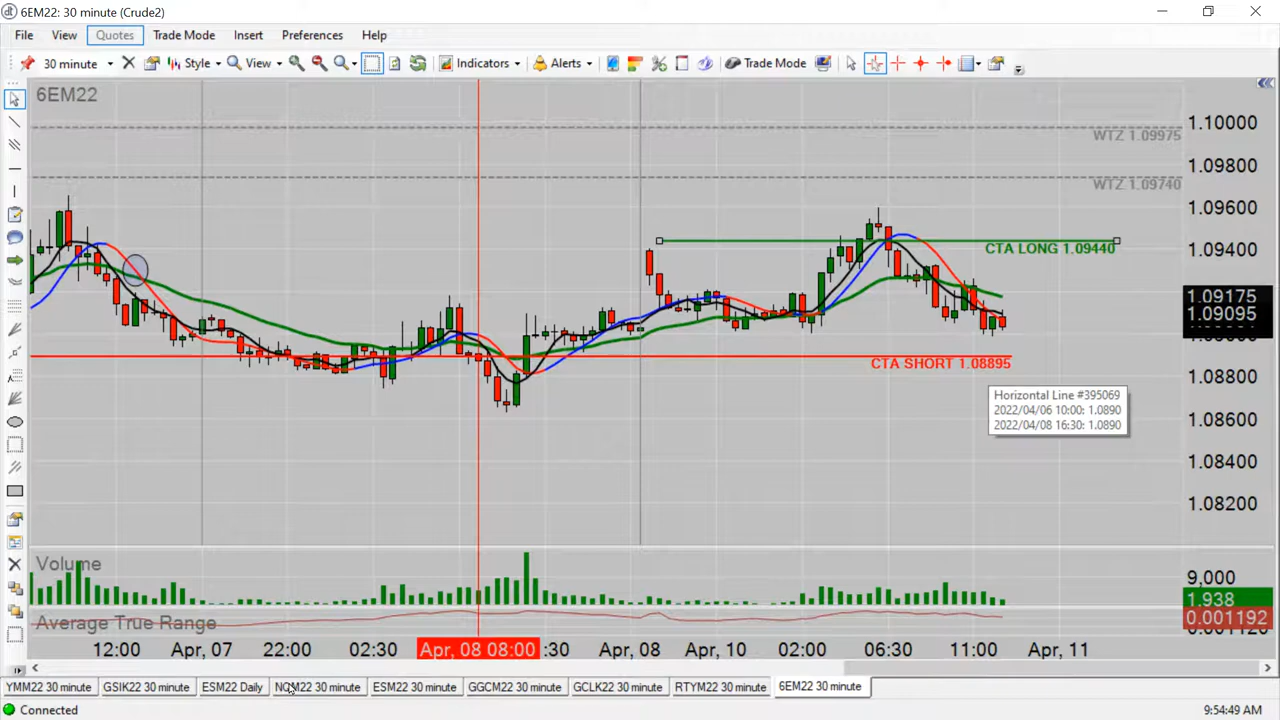 6EM22: 30 minute (Crude2)
File View Quotes Trade Mode Insert Preferences Help
30 minute Style View Indicators Alerts Trade Mode
6EM22
1.10000
WTZ 1.09975
1.09800
WTZ 1.09740
1.09600
1.09400
CTA LONG 1.09440
1.09175
1.09095
CTA SHORT 1.08895
1.08800
Horizontal Line #395069
2022/04/06 10:00: 1.0890
2022/04/08 16:30: 1.0890
1.08600
1.08400
1.08200
Volume
9,000
1.938
Average True Range
0.001192
12:00 Apr, 07 22:00 02:30 Apr, 08 08:00 :30 Apr, 08 Apr, 10 02:00 06:30 11:00 Apr, 11
YMM22 30 minute GSIK22 30 minute ESM22 Daily NQM22 30 minute ESM22 30 minute GGCM22 30 minute GCLK22 30 minute RTYM22 30 minute 6EM22 30 minute
Connected 9:54:49 AM